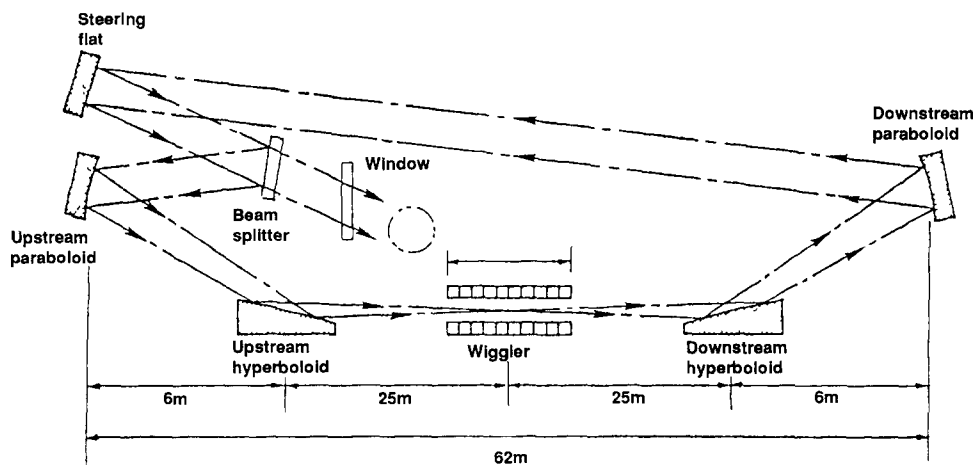 Steering
flat
Downstream
paraboloid
Window
Beam
splitter
Upstream
paraboloid
Upstream
hyperboloid
Wiggler
Downstream
hyperboloid
6m
25m
25m
6m
62m